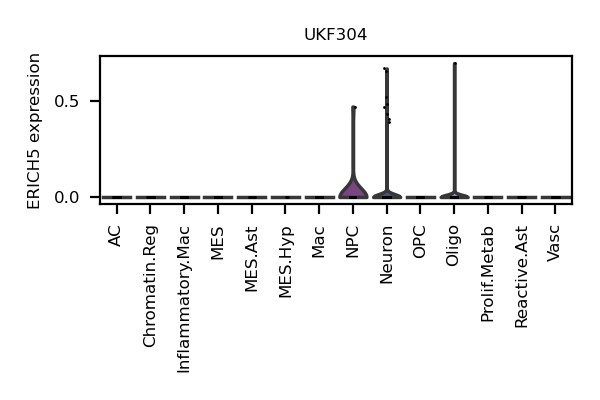 UKF304
ERICH5 expression
0.5
0.0
AC
Chromatin.Reg
Inflammatory.Mac
MES
MES.Ast
MES.Hyp
Mac
NPC
Neuron
OPC
Oligo
Prolif.Metab
Reactive.Ast
Vasc